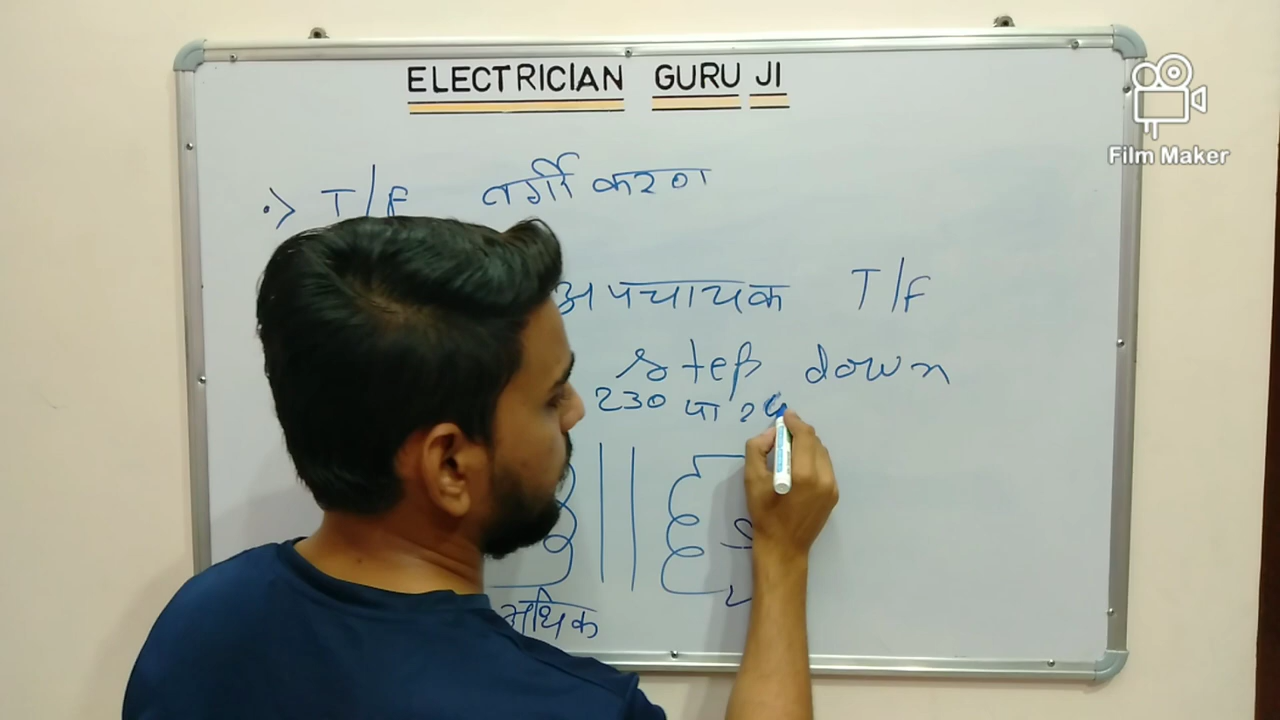 ELECTRICIAN GURU JI
Film Maker
T/F वर्गीकरण
अपचायक T/F
step down
230 या
अधिक